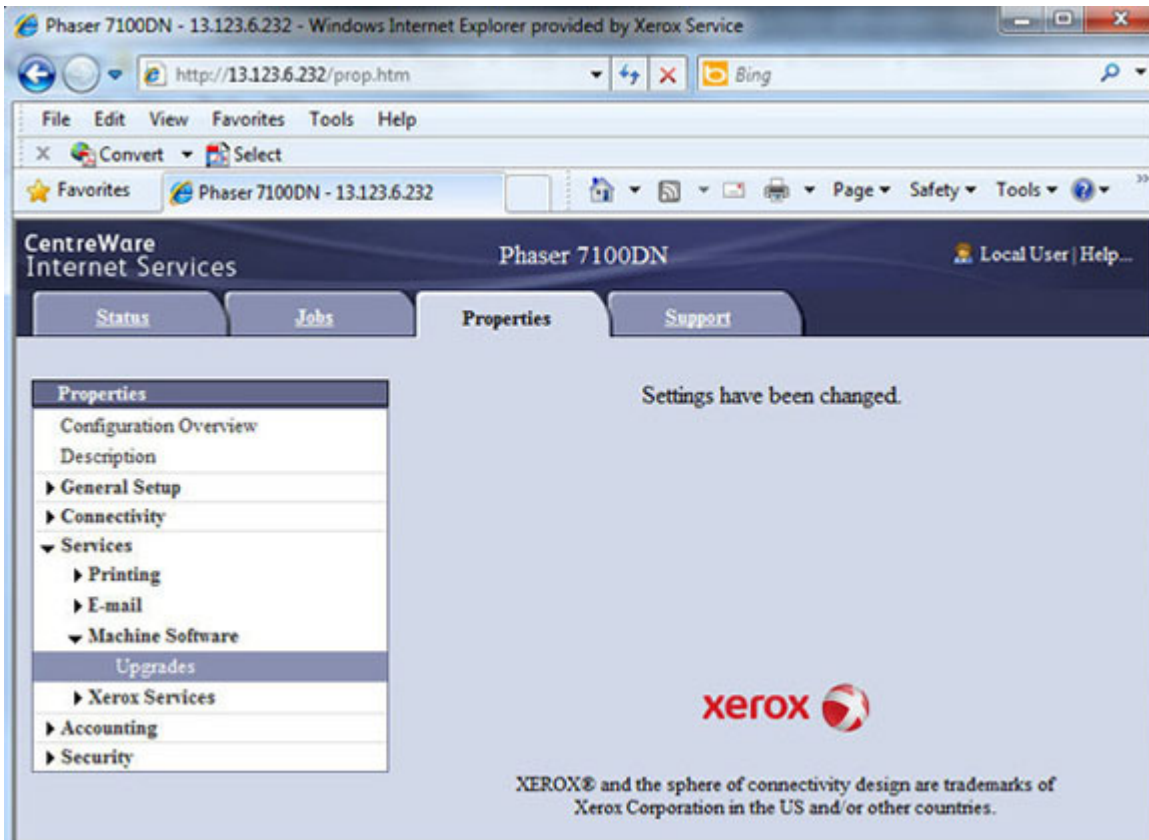 Phaser 7100DN - 13.123.6.232 - Windows Internet Explorer provided by Xerox Service
http://13.123.6.232/prop.htm
Bing
File Edit View Favorites Tools Help
Convert Select
Favorites Phaser 7100DN - 13.123.6.232 Page Safety Tools
CentreWare
Internet Services
Phaser 7100DN
Local User | Help...
Status Jobs Properties Support
Properties
Configuration Overview
Description
General Setup
Connectivity
Services
Printing
E-mail
Machine Software
Upgrades
Xerox Services
Accounting
Security
Settings have been changed.
xerox
XEROX® and the sphere of connectivity design are trademarks of
Xerox Corporation in the US and/or other countries.